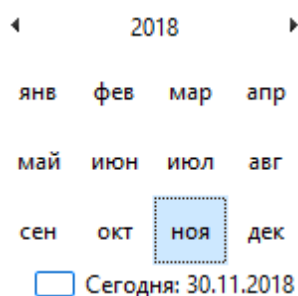 2018
янв фев мар апр
май июн июл авг
сен окт ноя дек
Сегодня: 30.11.2018